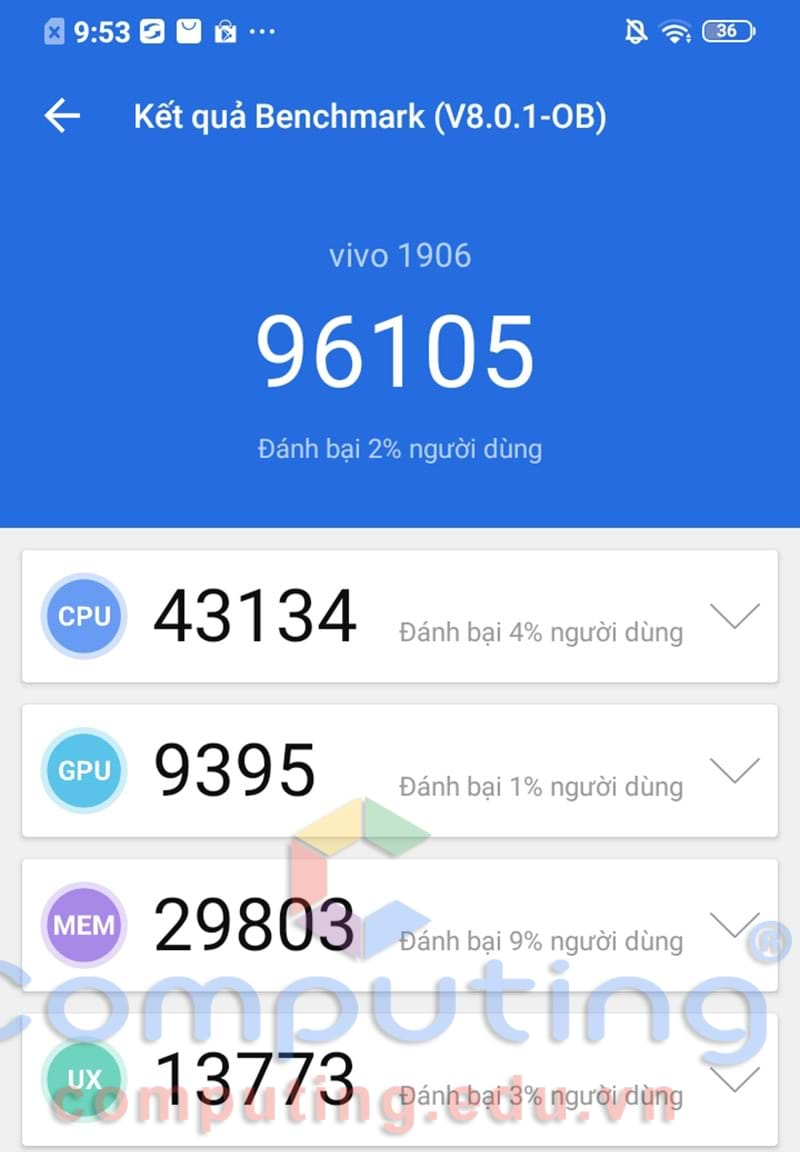 9:53 36
Kết quả Benchmark (V8.0.1-OB)
vivo 1906
96105
Đánh bại 2% người dùng
CPU 43134 Đánh bại 4% người dùng
GPU 9395 Đánh bại 1% người dùng
MEM 29803 Đánh bại 9% người dùng
Computing®
UX 13773 Đánh bại 3% người dùng
computing.edu.vn